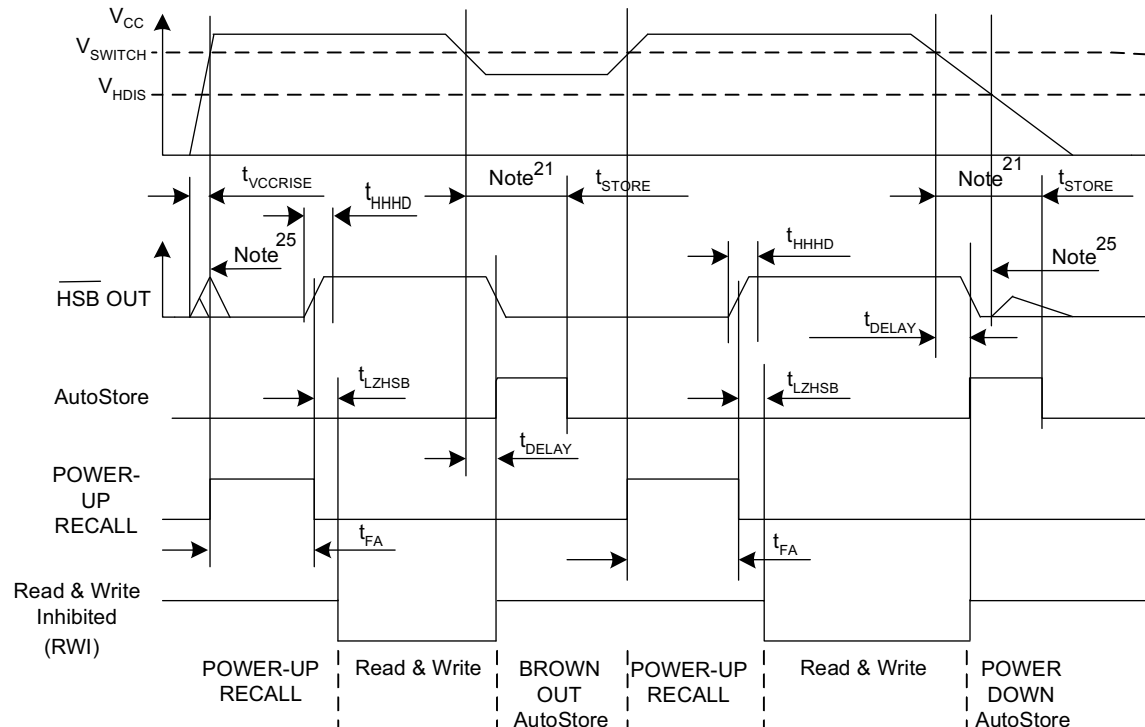 VCC
VSWITCH
VHDIS
tVCCRISE
Note21
tSTORE
Note21
tSTORE
tHHHD
Note25
tHHHD
Note25
HSB OUT
tDELAY
tLZHSB
tLZHSB
AutoStore
tDELAY
POWER-
UP
RECALL
tFA
tFA
Read & Write
Inhibited
(RWI)
POWER-UP
RECALL
Read & Write
BROWN
OUT
AutoStore
POWER-UP
RECALL
Read & Write
POWER
DOWN
AutoStore